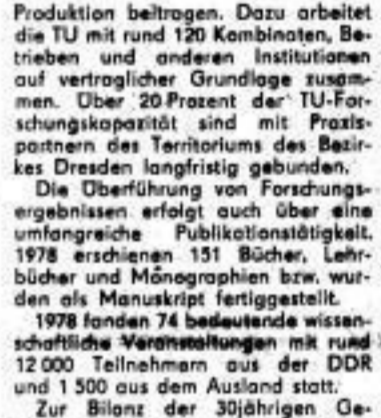 Produktion beitragen. Dazu arbeitet
die TU mit rund 120 Kombinaten, Be-
trieben und anderen Institutionen
auf vertraglicher Grundlage zusam-
men. Über 20 Prozent der TU-For-
schungskapazität sind mit Praxis-
partnern des Territoriums des Bezir-
kes Dresden langfristig gebunden.
Die Überführung von Forschungs-
ergebnissen erfolgt auch über eine
umfangreiche Publikationstätigkeit.
1978 erschienen 151 Bücher, Lehr-
bücher und Monographien bzw. wur-
den als Manuskript fertiggestellt.
1978 fanden 74 bedeutende wissen-
schaftliche Veranstaltungen mit rund
12 000 Teilnehmern aus der DDR
und 1 500 aus dem Ausland statt.
Zur Bilanz der 30jährigen Ge-